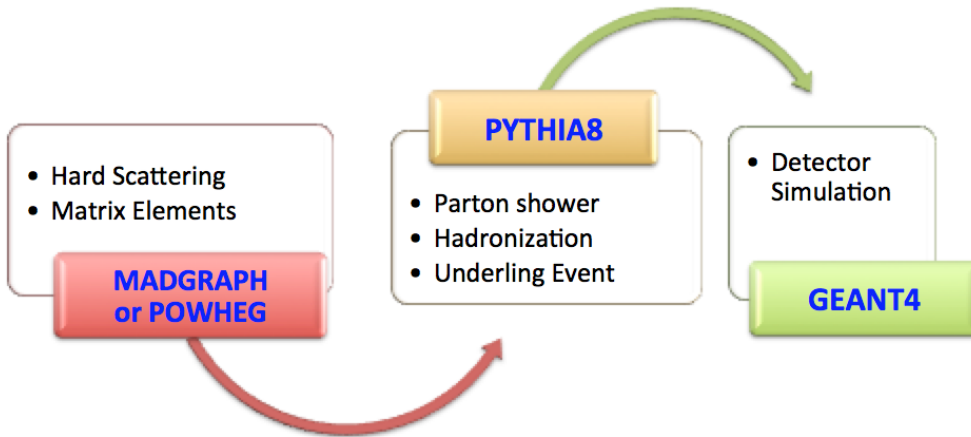 • Hard Scattering
• Matrix Elements
MADGRAPH
or POWHEG
PYTHIA8
• Parton shower
• Hadronization
• Underling Event
• Detector
Simulation
GEANT4